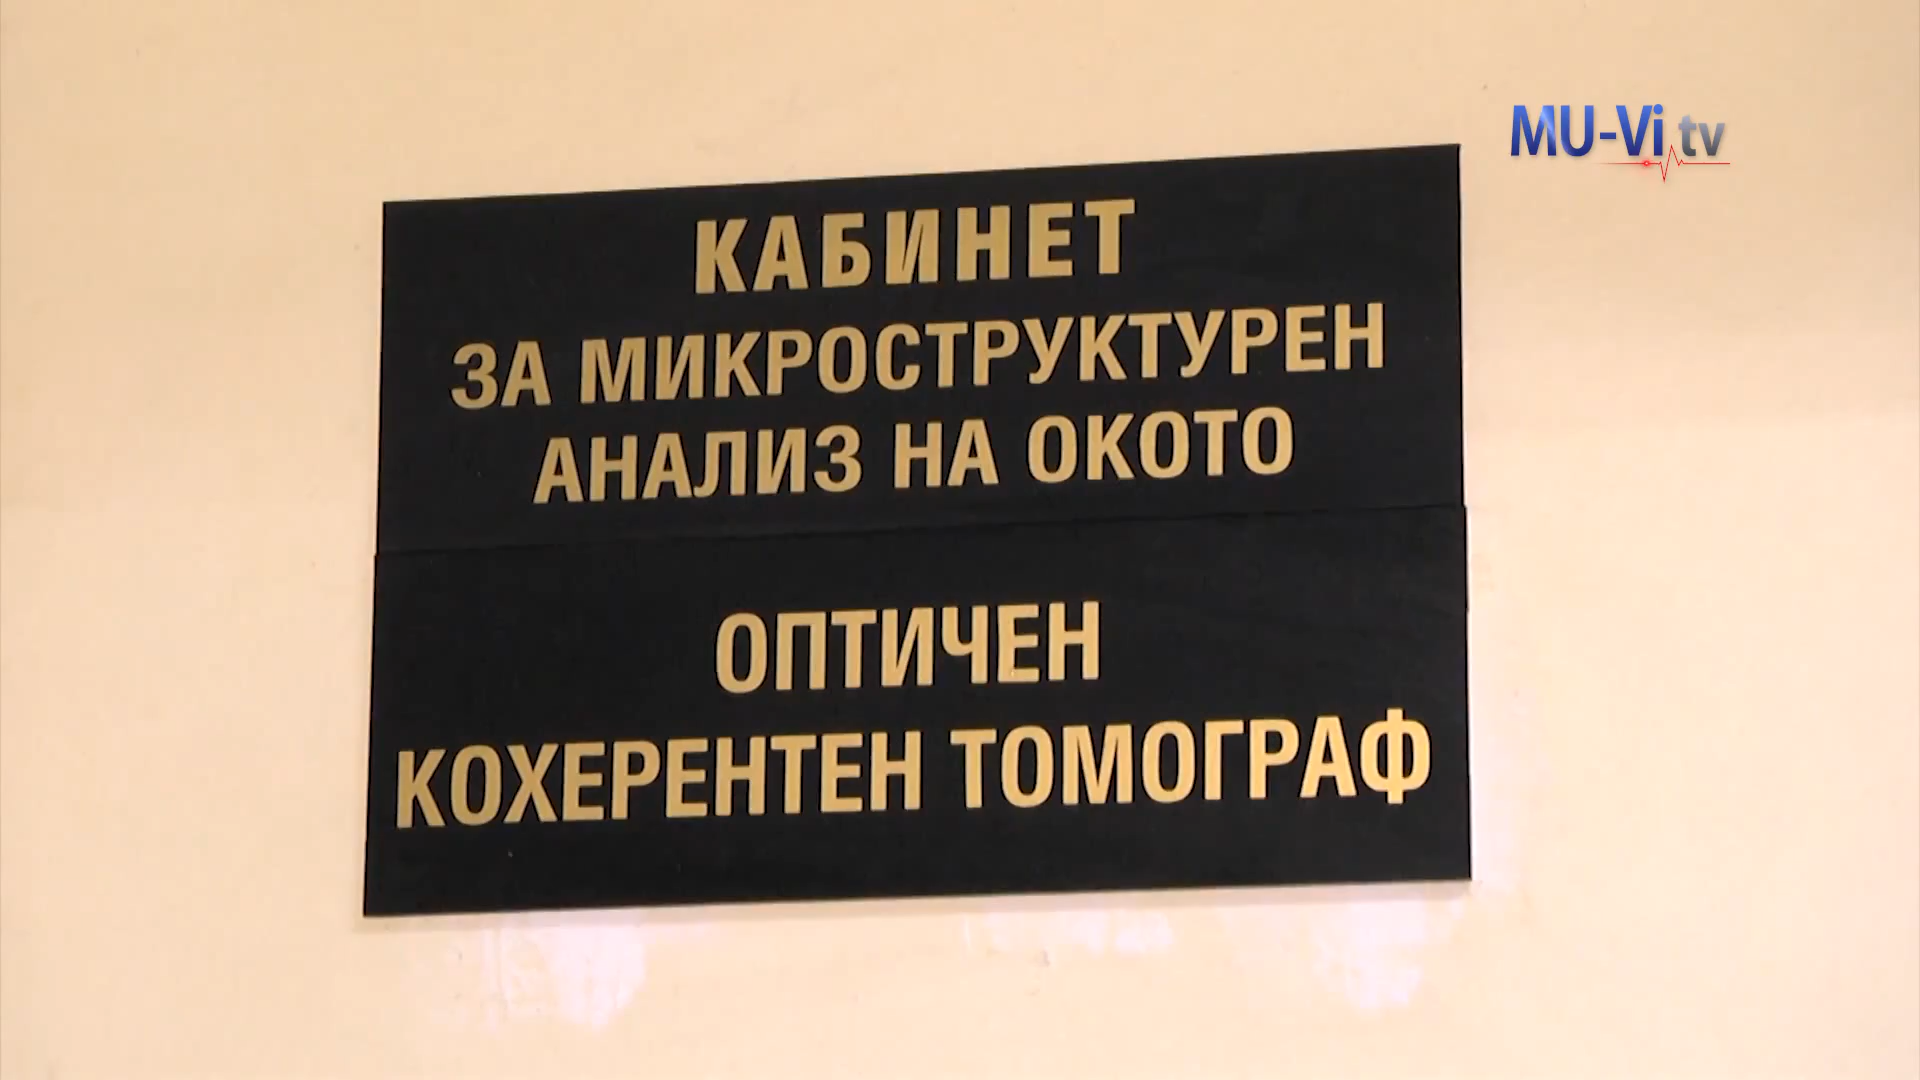 MU-Vi.tv
КАБИНЕТ
ЗА МИКРОСТРУКТУРЕН
АНАЛИЗ НА ОКОТО
ОПТИЧЕН
КОХЕРЕНТЕН ТОМОГРАФ